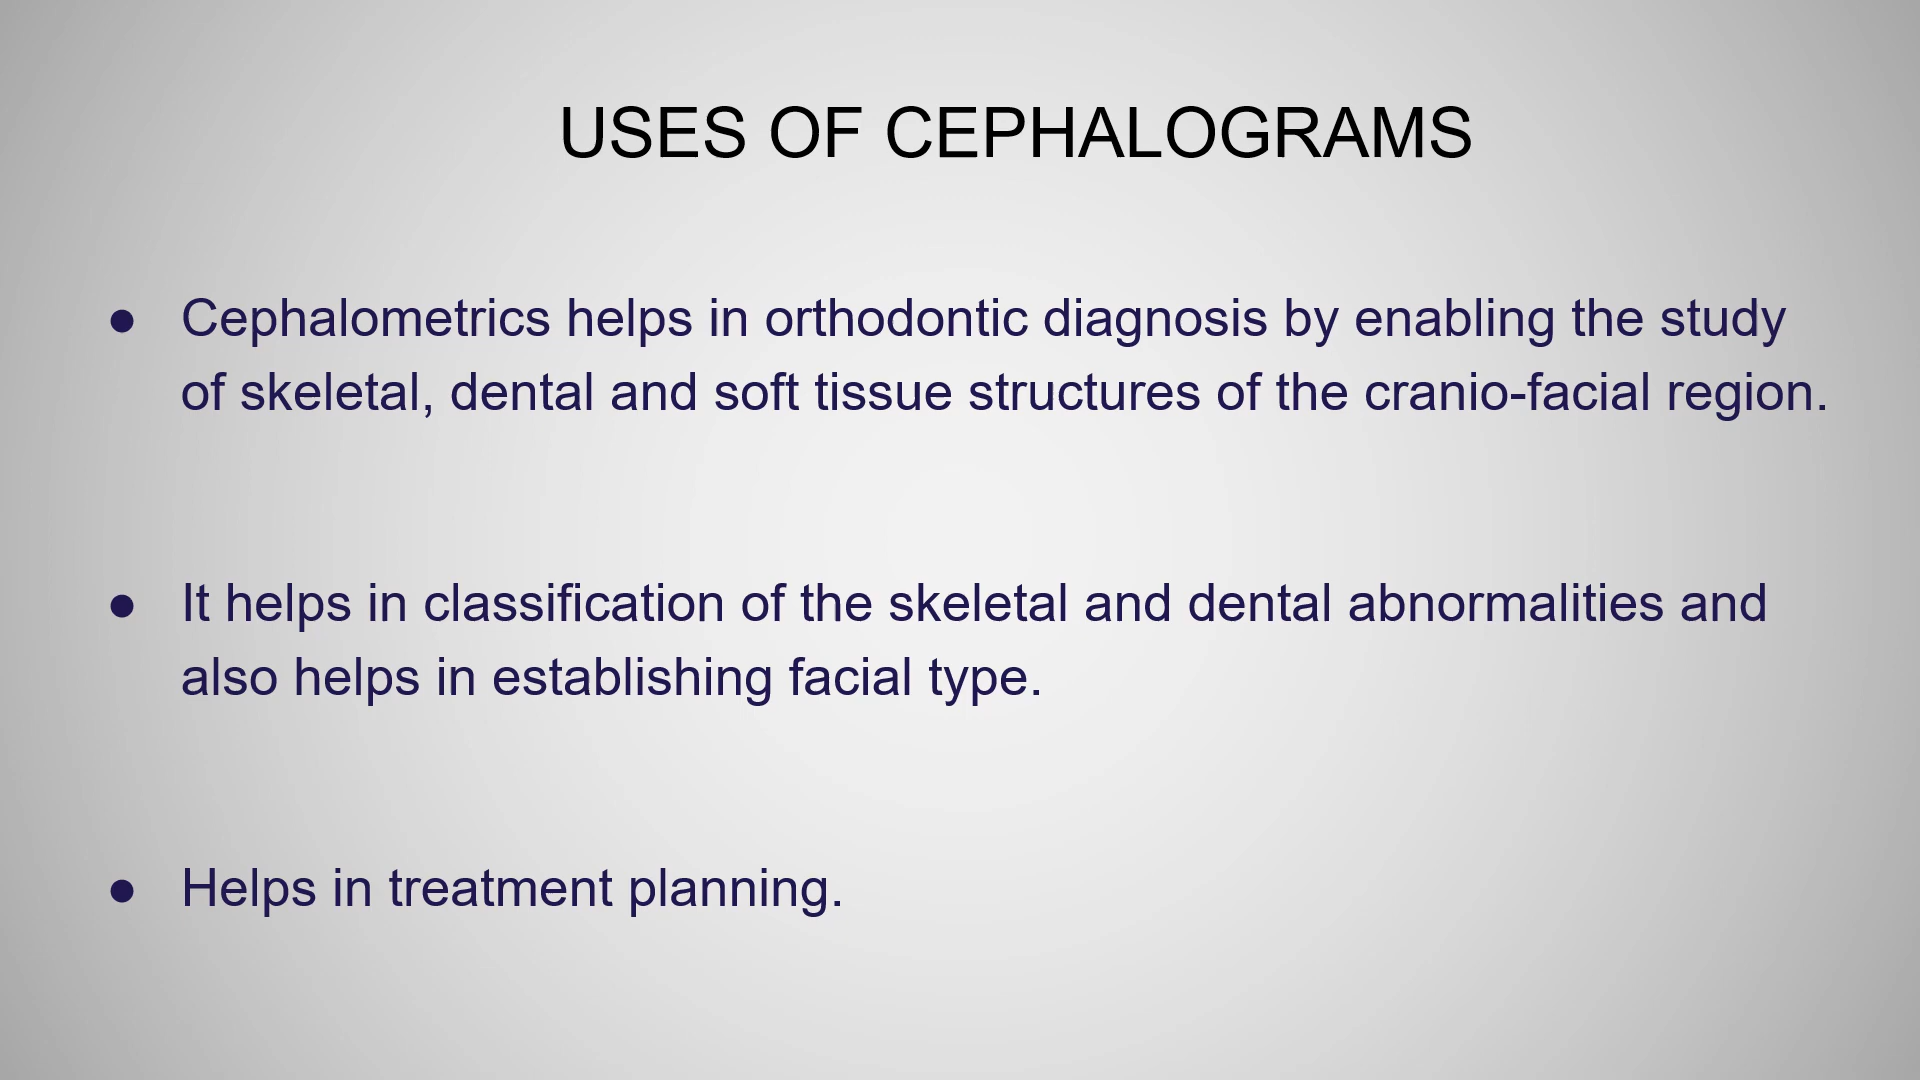 USES OF CEPHALOGRAMS
● Cephalometrics helps in orthodontic diagnosis by enabling the study
of skeletal, dental and soft tissue structures of the cranio-facial region.
● It helps in classification of the skeletal and dental abnormalities and
also helps in establishing facial type.
● Helps in treatment planning.